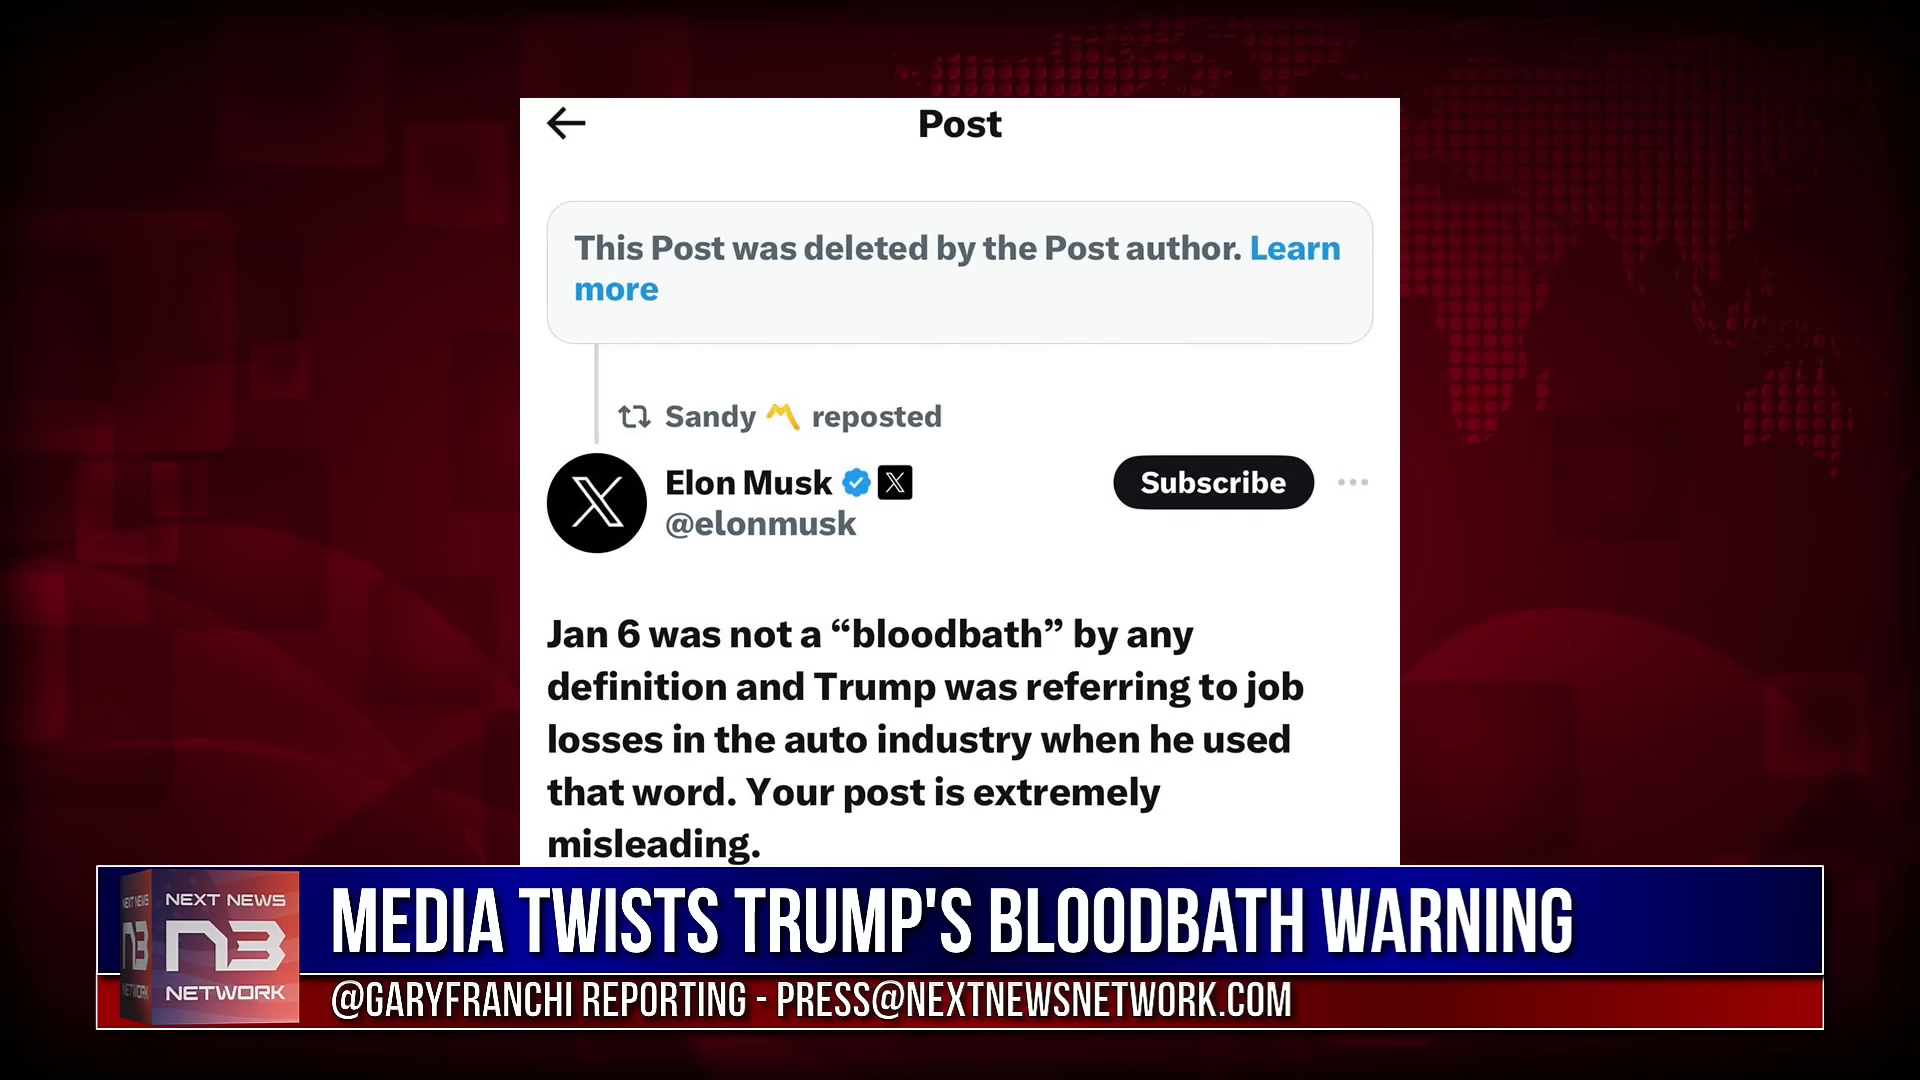 Post
This Post was deleted by the Post author. Learn
more
Sandy reposted
Elon Musk
@elonmusk
Subscribe
Jan 6 was not a “bloodbath” by any
definition and Trump was referring to job
losses in the auto industry when he used
that word. Your post is extremely
misleading.
NEXT NEWS
N3
NETWORK
MEDIA TWISTS TRUMP'S BLOODBATH WARNING
@GARYFRANCHI REPORTING - PRESS@NEXTNEWSNETWORK.COM